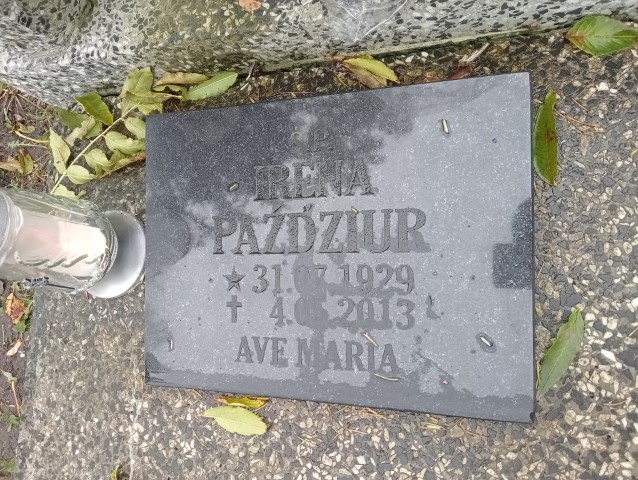 Ś.P.
IRENA
PAŹDZIUR
★ 31.07.1929
✝ 2013
AVE MARIA